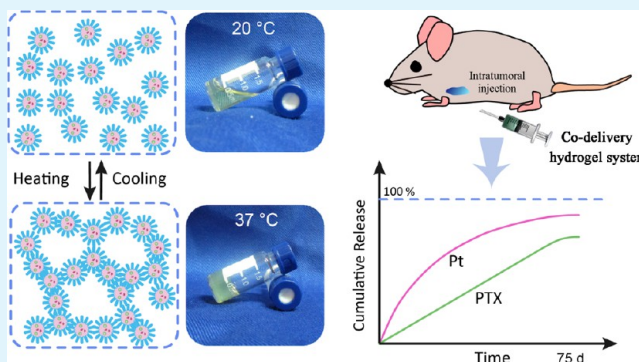 20 °C
Heating
Cooling
37 °C
Intratumoral
injection
Co-delivery
hydrogel system
100 %
Cumulative Release
Pt
PTX
Time
75 d